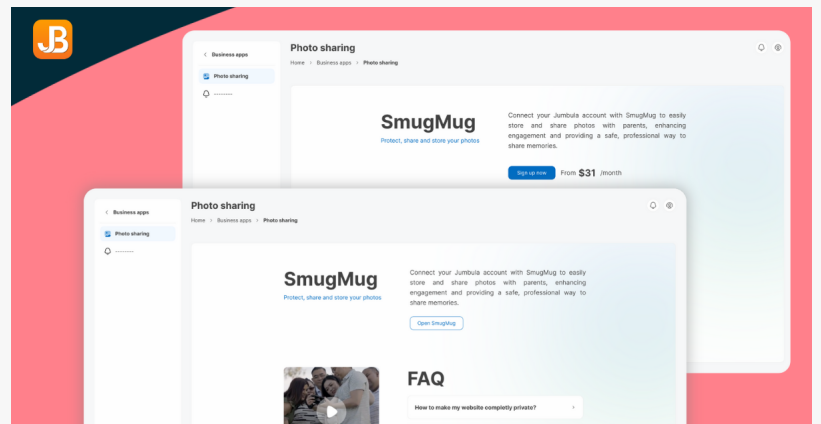 JB
Business apps
Photo sharing
Photo sharing
Home > Business apps > Photo sharing
SmugMug
Protect, share and store your photos
Connect your Jumbula account with SmugMug to easily
store and share photos with parents, enhancing
engagement and providing a safe, professional way to
share memories.
Sign up now
From $31 /month
Business apps
Photo sharing
Photo sharing
Home > Business apps > Photo sharing
SmugMug
Protect, share and store your photos
Connect your Jumbula account with SmugMug to easily
store and share photos with parents, enhancing
engagement and providing a safe, professional way to
share memories.
Open SmugMug
FAQ
How to make my website completly private?